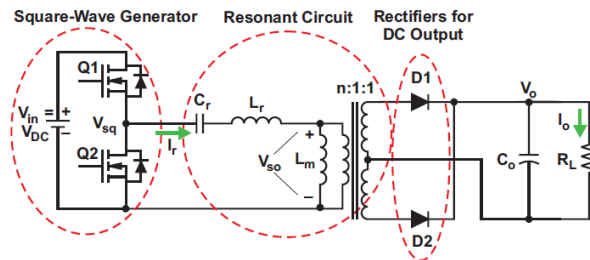 Square-Wave Generator
Resonant Circuit
Rectifiers for
DC Output
Q1
Vin =
VDC
+
−
Vsq
Q2
Ir
Cr
Lr
+
Vso
Lm
−
n:1:1
D1
D2
Vo
Io
Co
RL